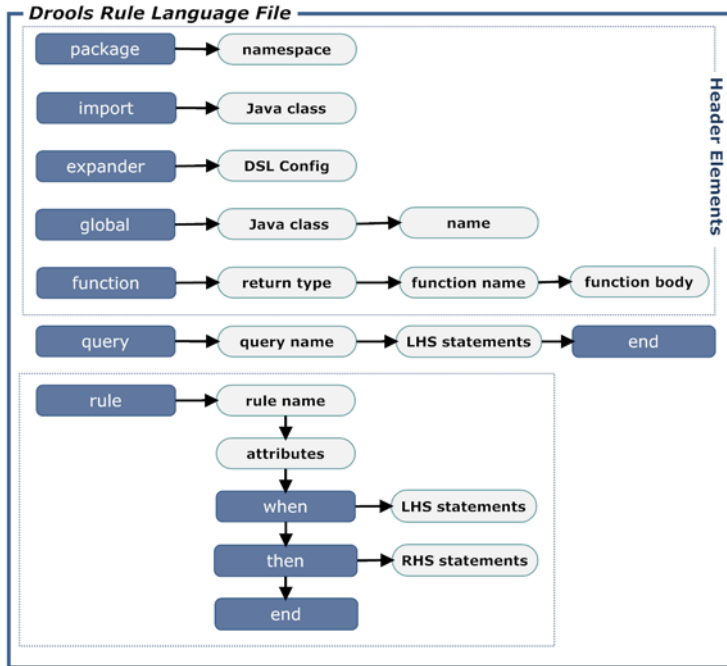 Drools Rule Language File
package
namespace
import
Java class
expander
DSL Config
global
Java class
name
function
return type
function name
function body
Header Elements
query
query name
LHS statements
end
rule
rule name
attributes
when
LHS statements
then
RHS statements
end